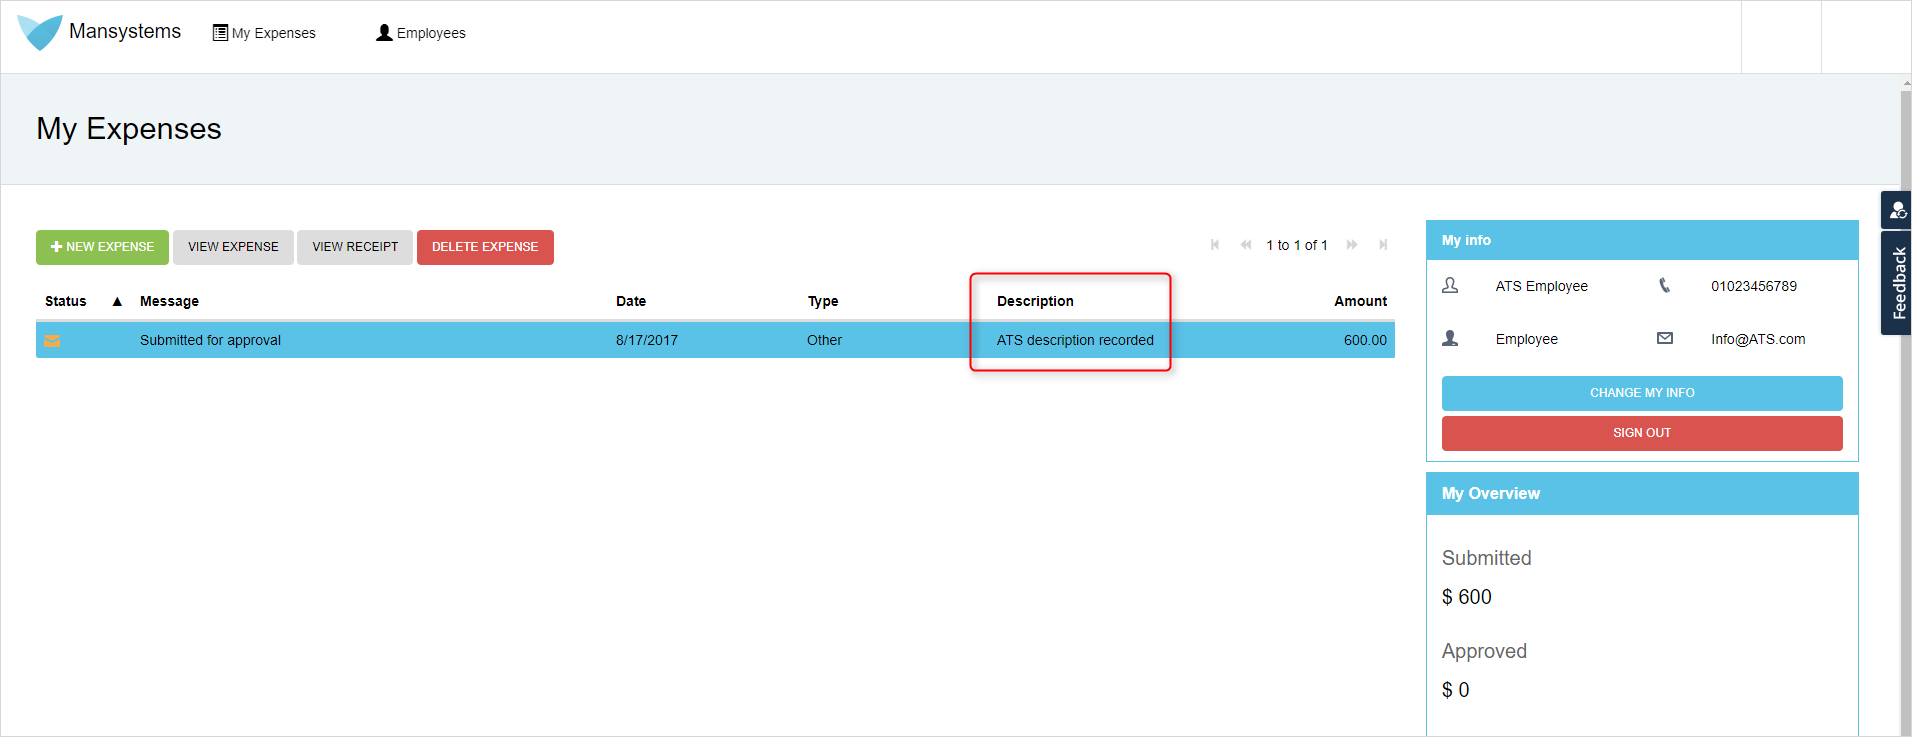 Mansystems My Expenses Employees
My Expenses
NEW EXPENSE VIEW EXPENSE VIEW RECEIPT DELETE EXPENSE 1 to 1 of 1
Status ▲ Message Date Type Description Amount
Submitted for approval 8/17/2017 Other ATS description recorded 600.00
My info
ATS Employee 01023456789
Employee Info@ATS.com
CHANGE MY INFO
SIGN OUT
My Overview
Submitted
$ 600
Approved
$ 0
Feedback